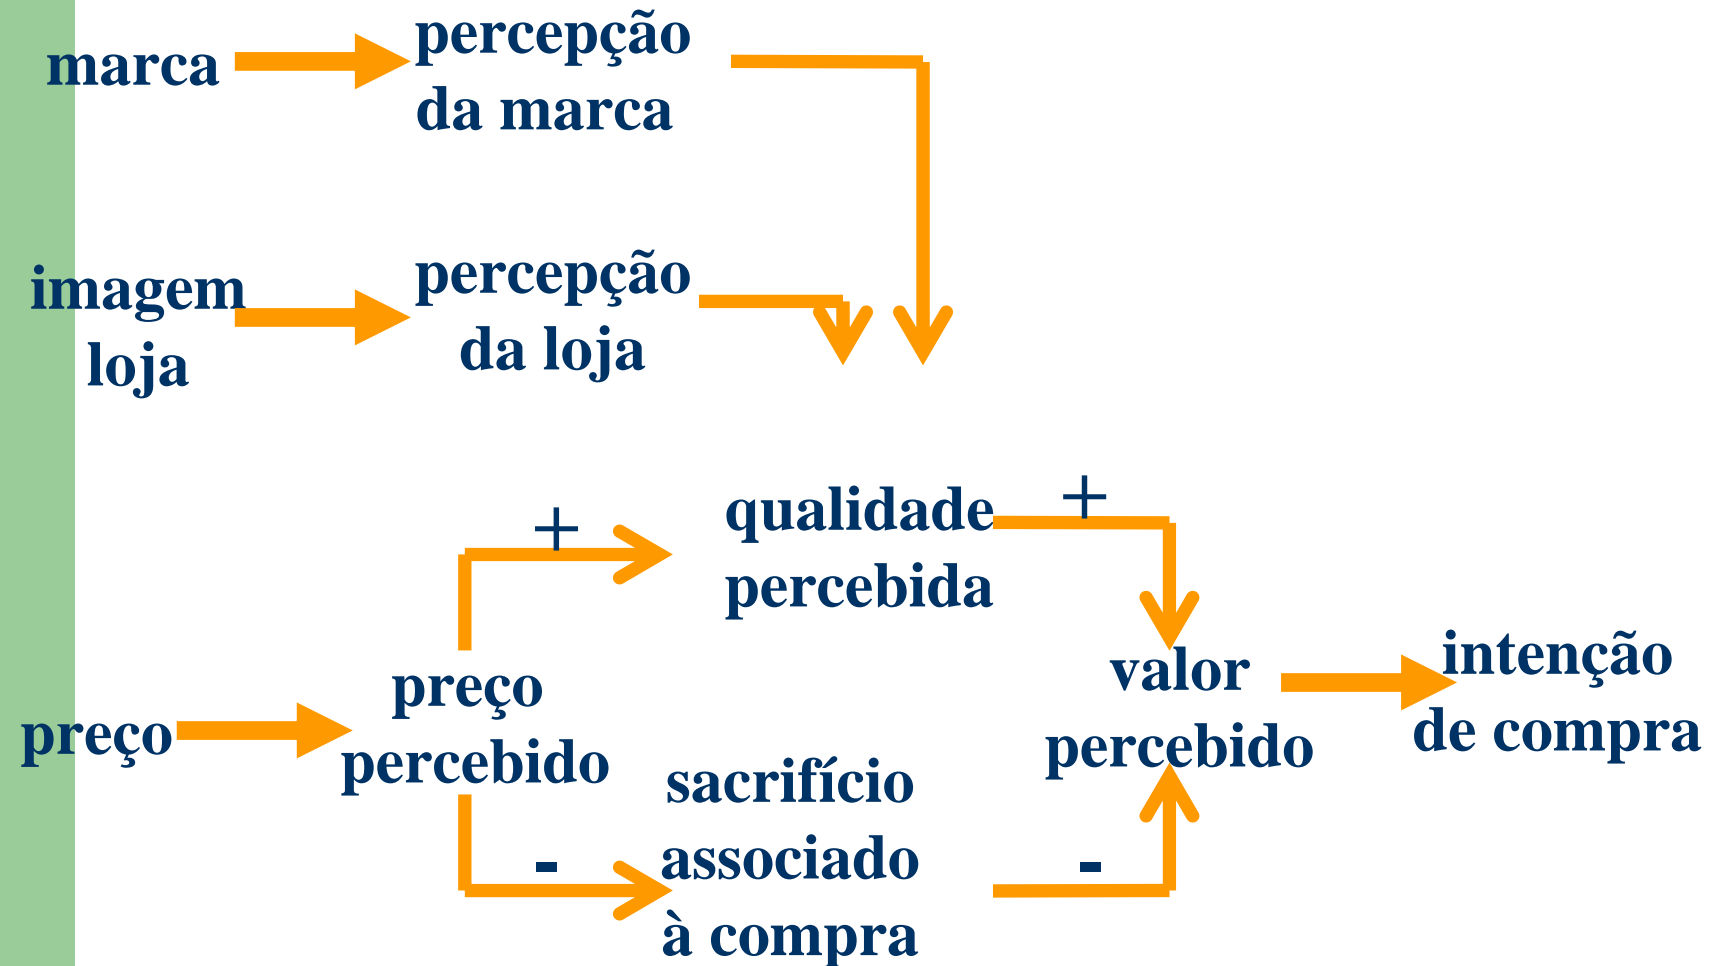 marca
percepção
da marca
imagem
loja
percepção
da loja
+
qualidade
percebida
+
preço
preço
percebido
-
sacrifício
associado
à compra
-
valor
percebido
intenção
de compra